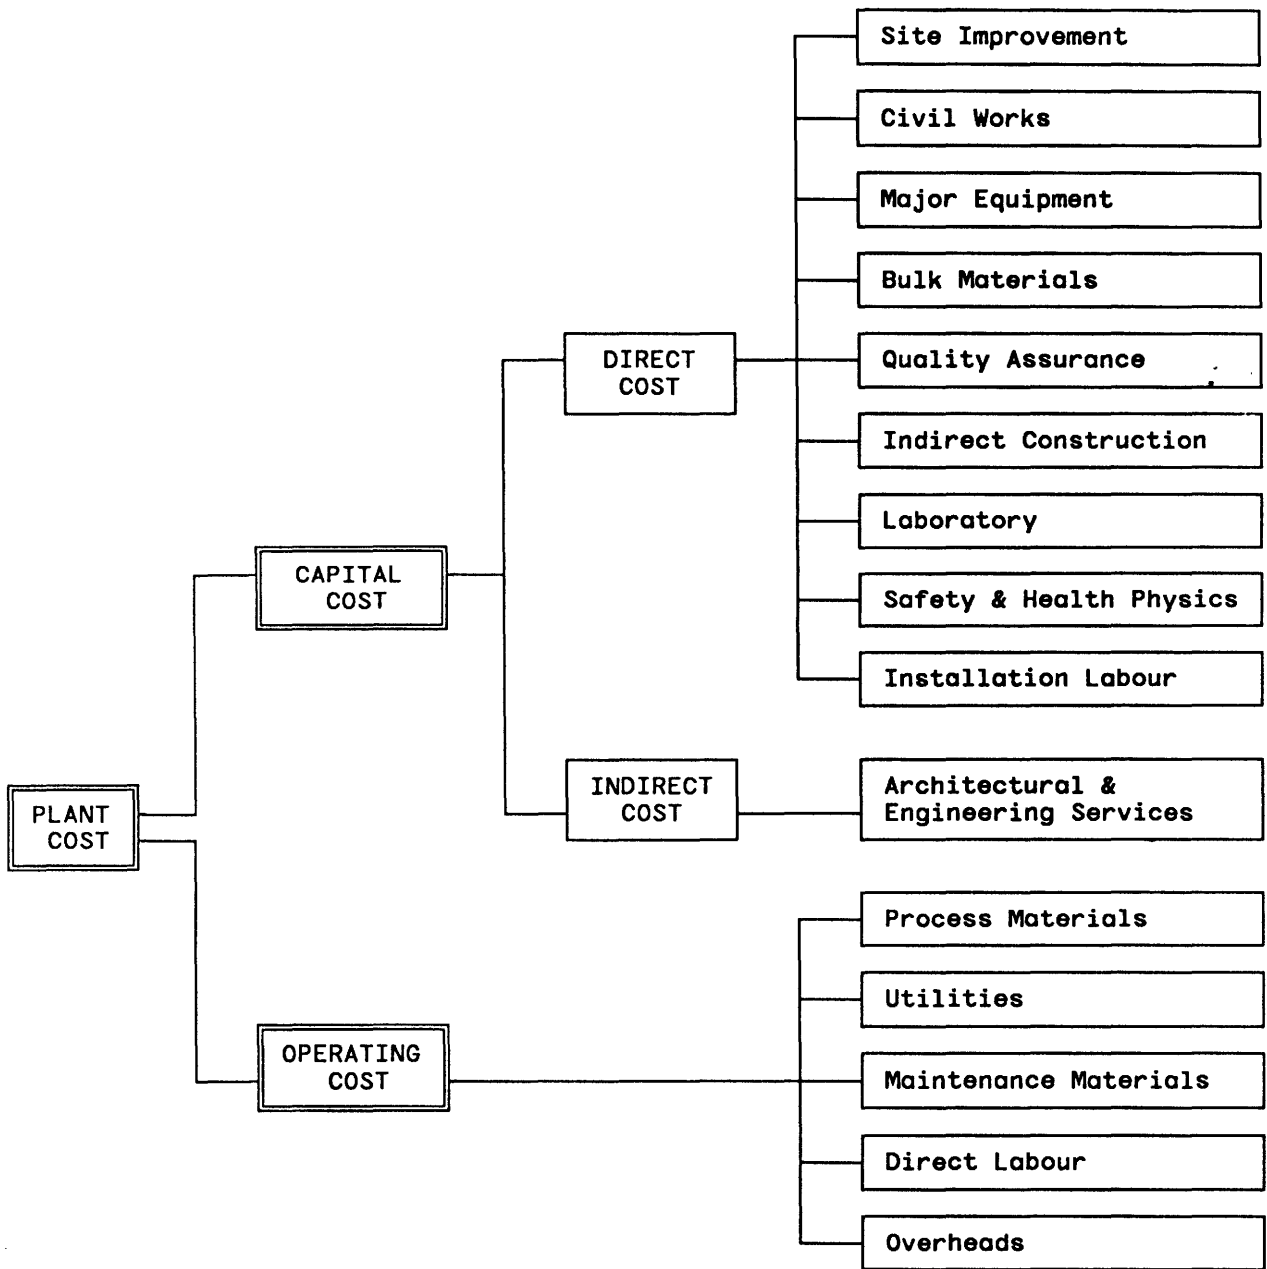 Site Improvement
Civil Works
Major Equipment
Bulk Materials
DIRECT
COST
Quality Assurance
Indirect Construction
Laboratory
CAPITAL
COST
Safety & Health Physics
Installation Labour
INDIRECT
COST
Architectural &
Engineering Services
PLANT
COST
Process Materials
Utilities
OPERATING
COST
Maintenance Materials
Direct Labour
Overheads